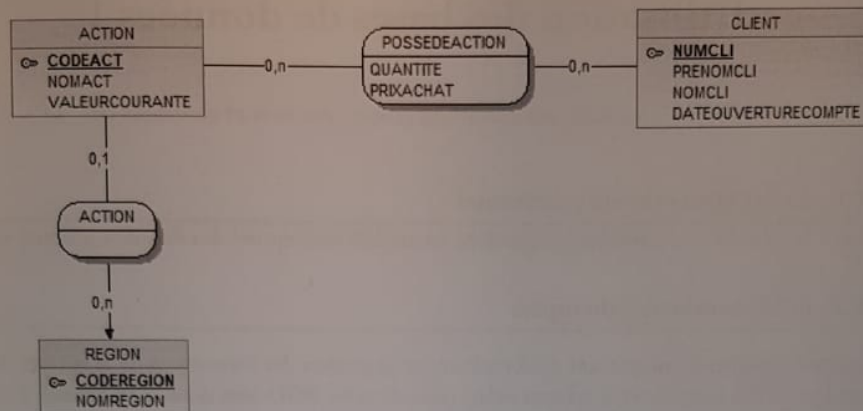 ACTION
CODEACT
NOMACT
VALEURCOURANTE
0,n
POSSEDEACTION
QUANTITE
PRIXACHAT
0,n
CLIENT
NUMCLI
PRENOMCLI
NOMCLI
DATEOUVERTURECOMPTE
0,1
ACTION
0,n
REGION
CODEREGION
NOMREGION